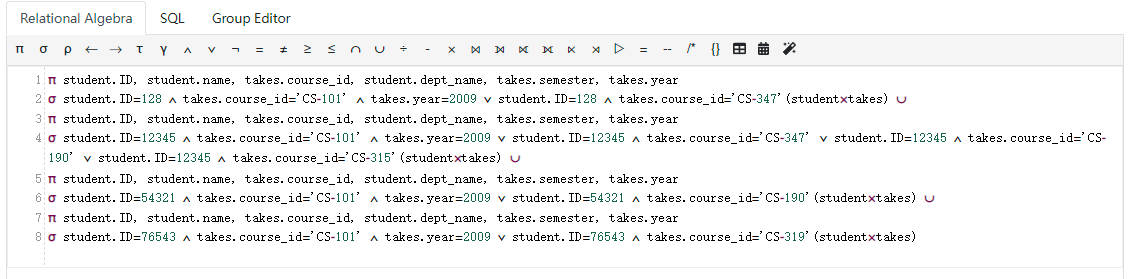 Relational Algebra SQL Group Editor
π σ ρ ← → τ γ ∧ ∨ ¬ = ≠ ≥ ≤ ∩ ∪ ÷ - × ⋈ ⟕ ⟖ ⟗ ⋉ ⋊ ▷ = -- /* {}
1 π student.ID, student.name, takes.course_id, student.dept_name, takes.semester, takes.year
2 σ student.ID=128 ∧ takes.course_id='CS-101' ∧ takes.year=2009 ∨ student.ID=128 ∧ takes.course_id='CS-347'(student⨯takes) ∪
3 π student.ID, student.name, takes.course_id, student.dept_name, takes.semester, takes.year
4 σ student.ID=12345 ∧ takes.course_id='CS-101' ∧ takes.year=2009 ∨ student.ID=12345 ∧ takes.course_id='CS-347' ∨ student.ID=12345 ∧ takes.course_id='CS-
190' ∨ student.ID=12345 ∧ takes.course_id='CS-315'(student⨯takes) ∪
5 π student.ID, student.name, takes.course_id, student.dept_name, takes.semester, takes.year
6 σ student.ID=54321 ∧ takes.course_id='CS-101' ∧ takes.year=2009 ∨ student.ID=54321 ∧ takes.course_id='CS-190'(student⨯takes) ∪
7 π student.ID, student.name, takes.course_id, student.dept_name, takes.semester, takes.year
8 σ student.ID=76543 ∧ takes.course_id='CS-101' ∧ takes.year=2009 ∨ student.ID=76543 ∧ takes.course_id='CS-319'(student⨯takes)